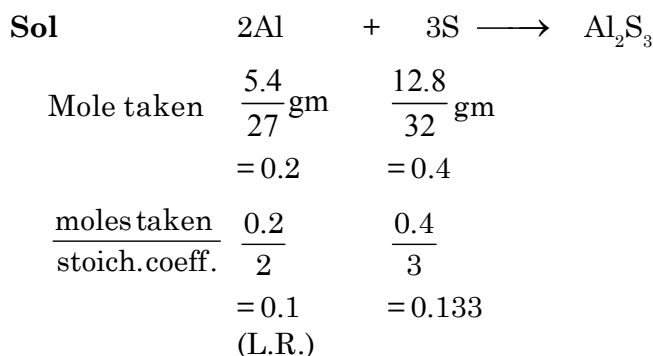 Sol 2Al + 3S ⟶ Al₂S₃
Mole taken 5.4/27 gm 12.8/32 gm
= 0.2 = 0.4
moles taken/stoich.coeff. 0.2/2 0.4/3
= 0.1 = 0.133
(L.R.)